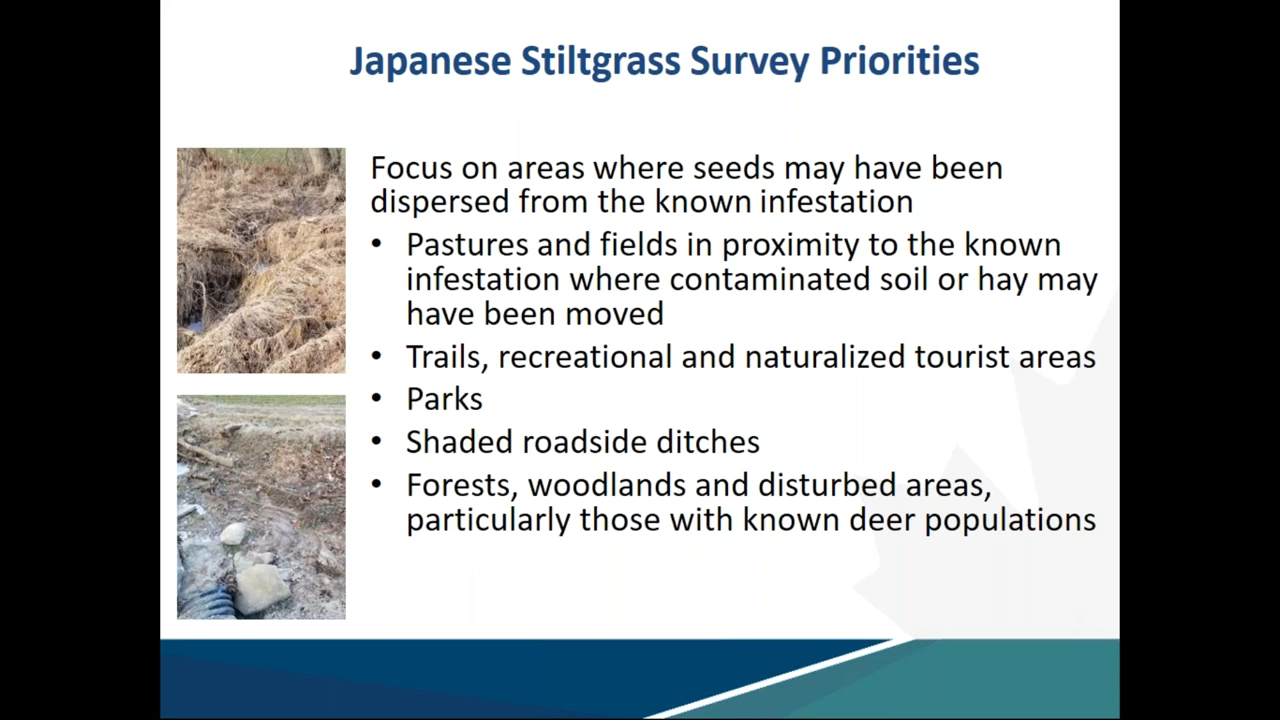 Japanese Stiltgrass Survey Priorities
Focus on areas where seeds may have been
dispersed from the known infestation
• Pastures and fields in proximity to the known
infestation where contaminated soil or hay may
have been moved
• Trails, recreational and naturalized tourist areas
• Parks
• Shaded roadside ditches
• Forests, woodlands and disturbed areas,
particularly those with known deer populations